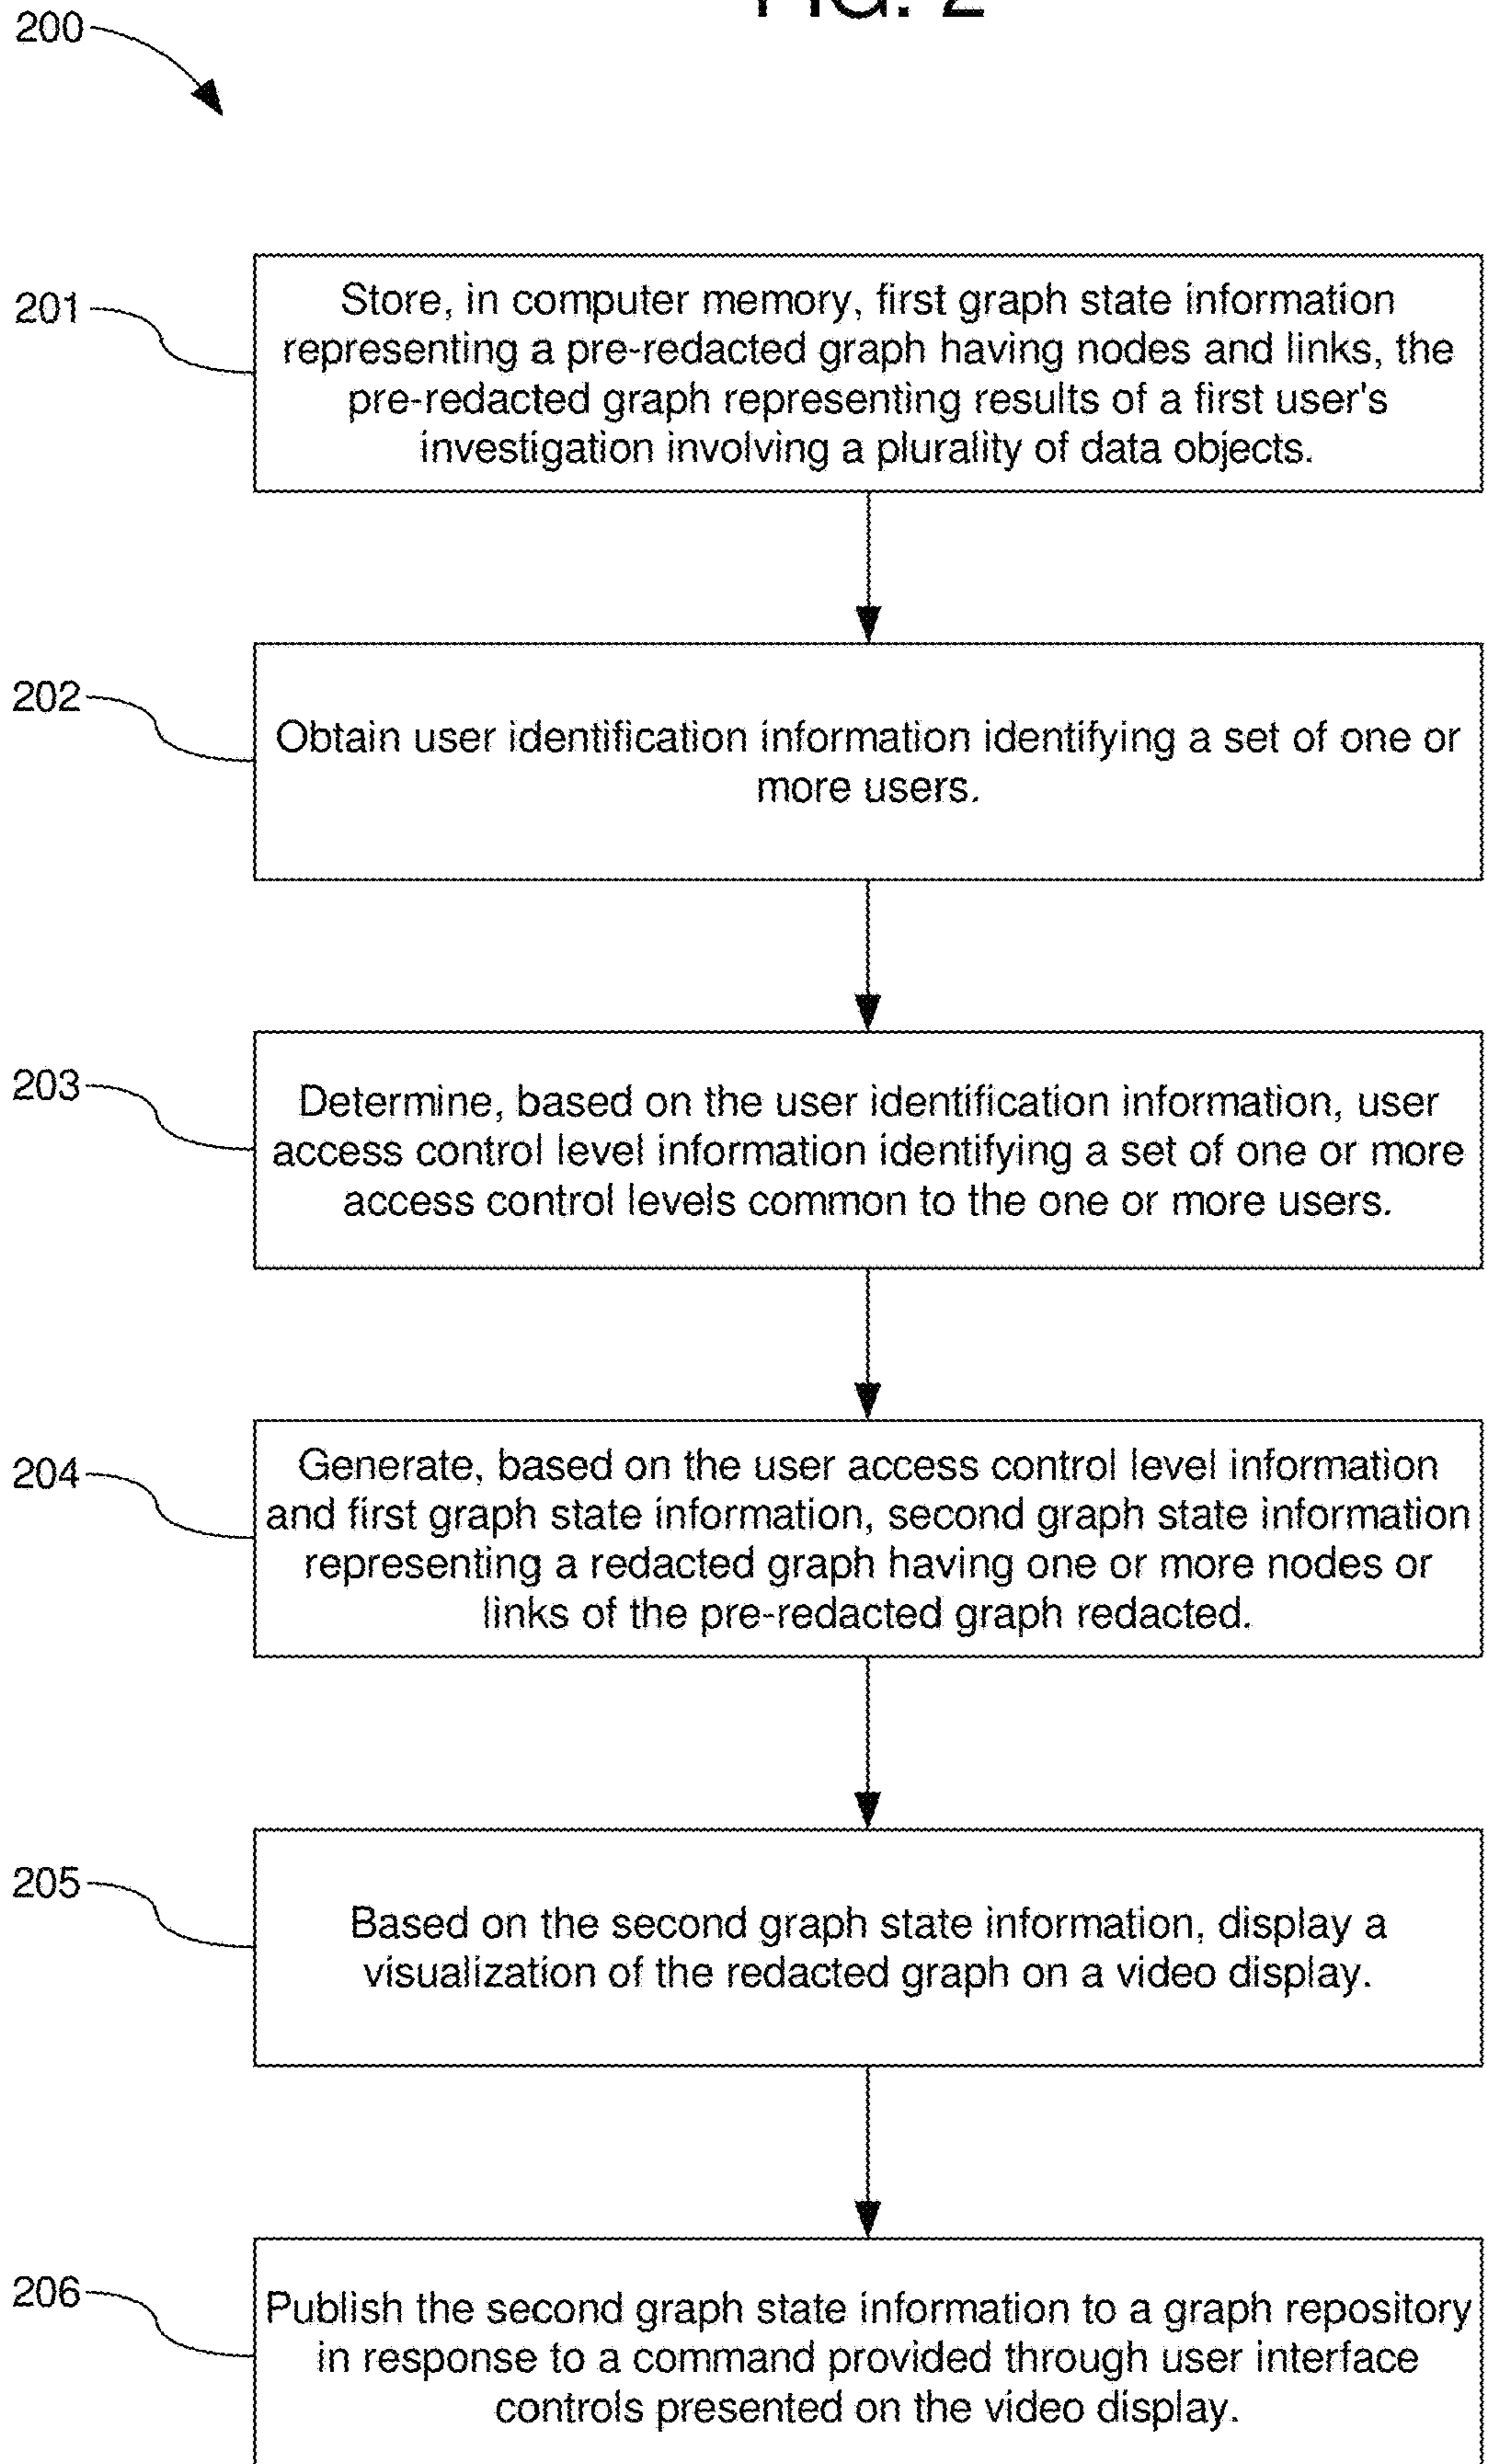 FIG. 2
200
201
Store, in computer memory, first graph state information
representing a pre-redacted graph having nodes and links, the
pre-redacted graph representing results of a first user's
investigation involving a plurality of data objects.
202
Obtain user identification information identifying a set of one or
more users.
203
Determine, based on the user identification information, user
access control level information identifying a set of one or more
access control levels common to the one or more users.
204
Generate, based on the user access control level information
and first graph state information, second graph state information
representing a redacted graph having one or more nodes or
links of the pre-redacted graph redacted.
205
Based on the second graph state information, display a
visualization of the redacted graph on a video display.
206
Publish the second graph state information to a graph repository
in response to a command provided through user interface
controls presented on the video display.